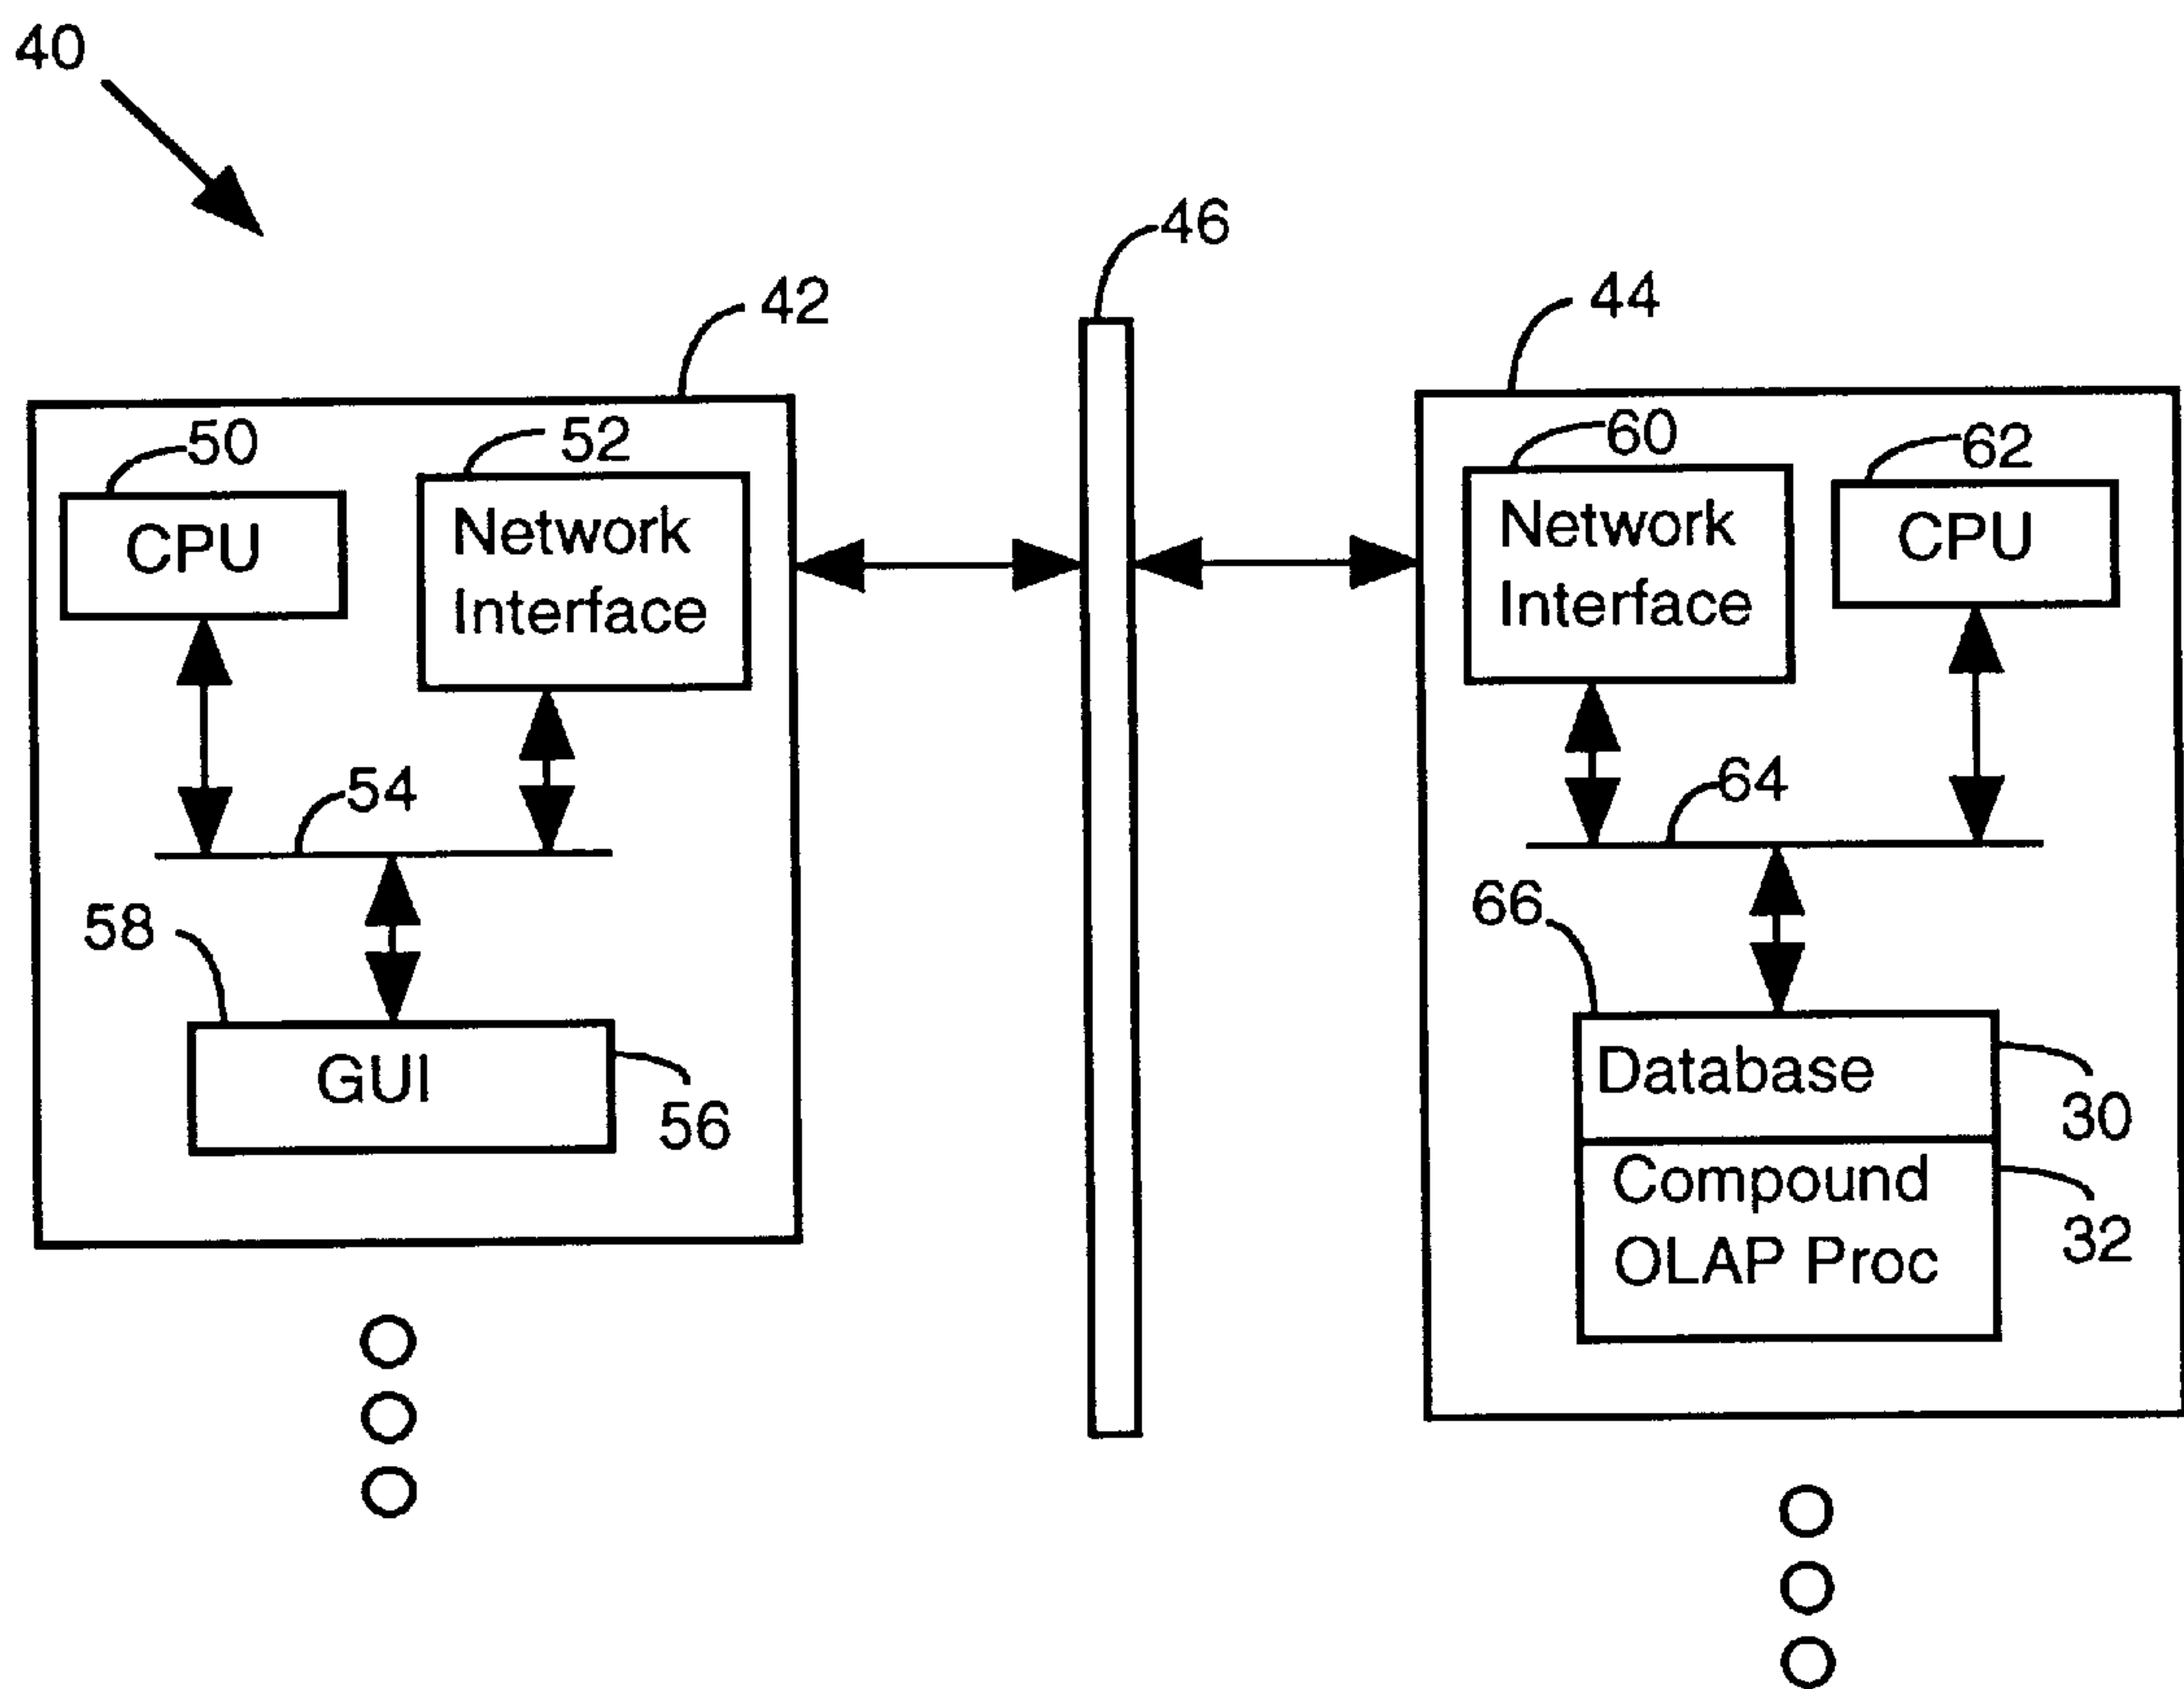 40
46
42
44
50
52
60
62
CPU
Network
Interface
Network
Interface
CPU
54
64
58
66
GUI
56
Database
30
Compound
OLAP Proc
32